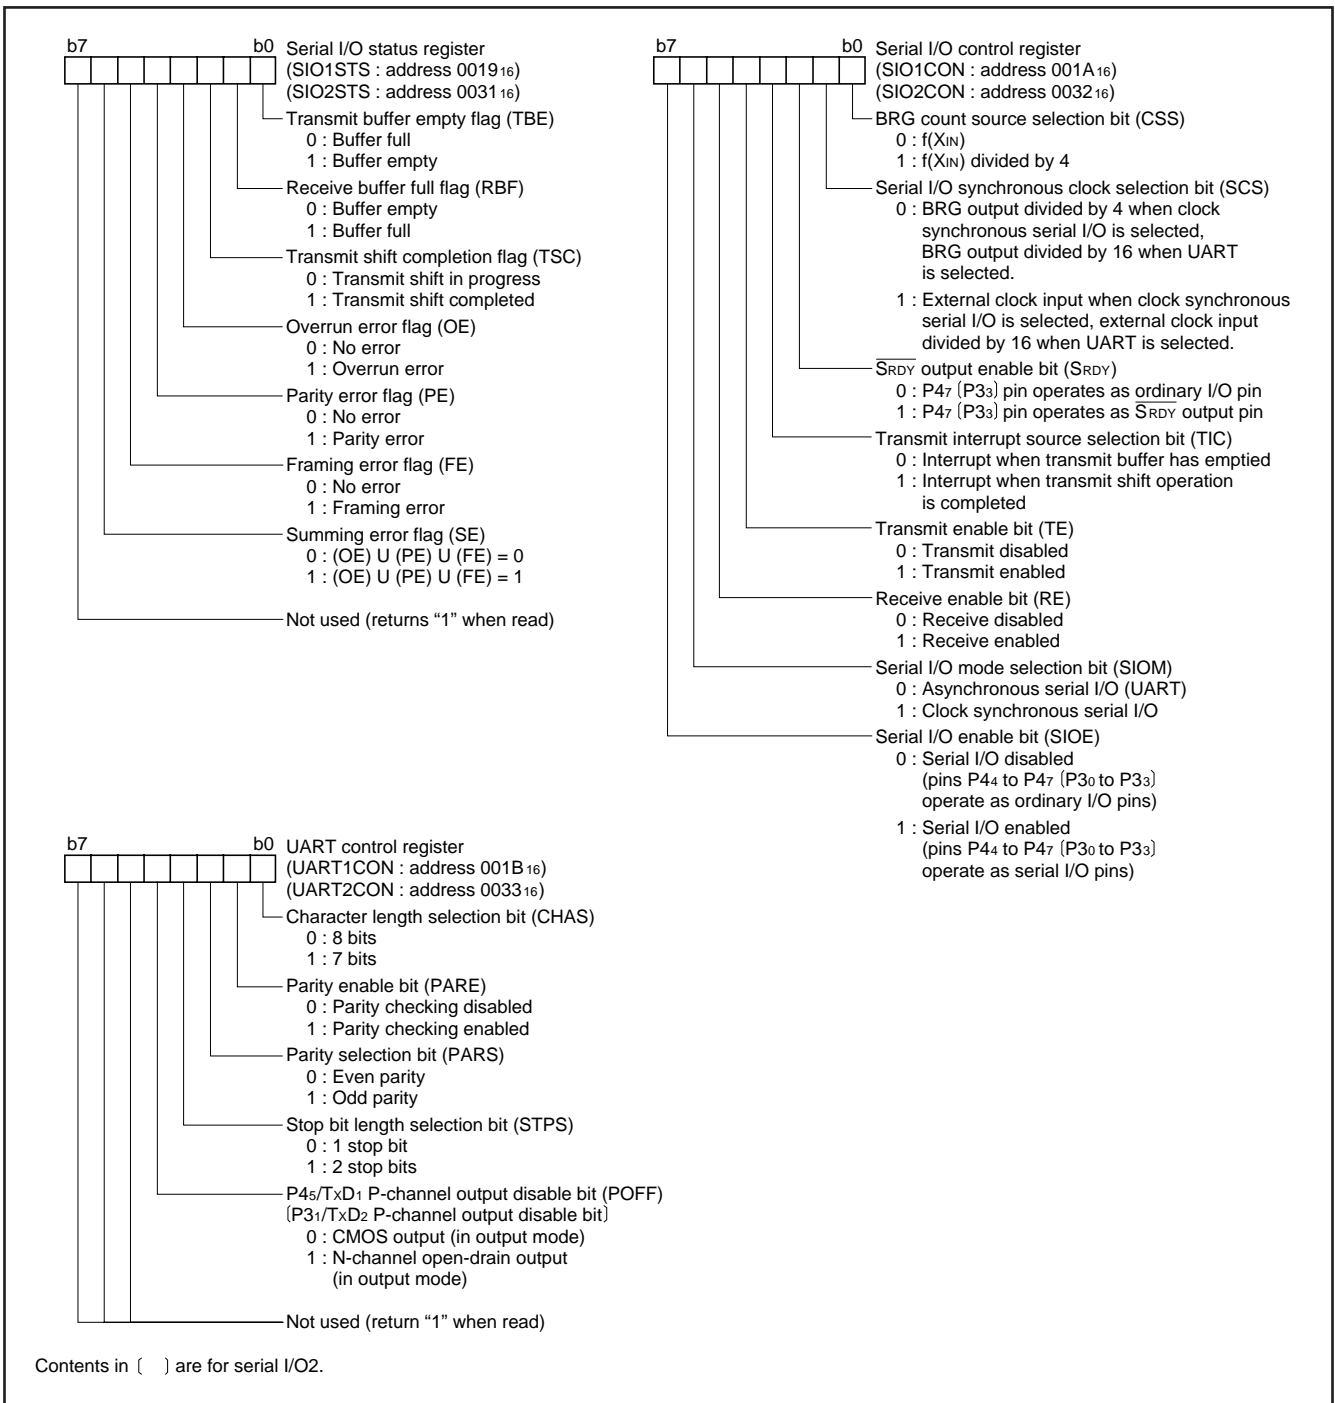 b7 b0 Serial I/O status register
(SIO1STS : address 0019₁₆)
(SIO2STS : address 0031₁₆)
Transmit buffer empty flag (TBE)
0 : Buffer full
1 : Buffer empty
Receive buffer full flag (RBF)
0 : Buffer empty
1 : Buffer full
Transmit shift completion flag (TSC)
0 : Transmit shift in progress
1 : Transmit shift completed
Overrun error flag (OE)
0 : No error
1 : Overrun error
Parity error flag (PE)
0 : No error
1 : Parity error
Framing error flag (FE)
0 : No error
1 : Framing error
Summing error flag (SE)
0 : (OE) U (PE) U (FE) = 0
1 : (OE) U (PE) U (FE) = 1
Not used (returns “1” when read)
b7 b0 Serial I/O control register
(SIO1CON : address 001A₁₆)
(SIO2CON : address 0032₁₆)
BRG count source selection bit (CSS)
0 : f(XIN)
1 : f(XIN) divided by 4
Serial I/O synchronous clock selection bit (SCS)
0 : BRG output divided by 4 when clock
synchronous serial I/O is selected,
BRG output divided by 16 when UART
is selected.
1 : External clock input when clock synchronous
serial I/O is selected, external clock input
divided by 16 when UART is selected.
S̅R̅D̅Y̅ output enable bit (SRDY)
0 : P4₇ [P3₃] pin operates as ordinary I/O pin
1 : P4₇ [P3₃] pin operates as S̅R̅D̅Y̅ output pin
Transmit interrupt source selection bit (TIC)
0 : Interrupt when transmit buffer has emptied
1 : Interrupt when transmit shift operation
is completed
Transmit enable bit (TE)
0 : Transmit disabled
1 : Transmit enabled
Receive enable bit (RE)
0 : Receive disabled
1 : Receive enabled
Serial I/O mode selection bit (SIOM)
0 : Asynchronous serial I/O (UART)
1 : Clock synchronous serial I/O
Serial I/O enable bit (SIOE)
0 : Serial I/O disabled
(pins P4₄ to P4₇ [P3₀ to P3₃]
operate as ordinary I/O pins)
1 : Serial I/O enabled
(pins P4₄ to P4₇ [P3₀ to P3₃]
operate as serial I/O pins)
b7 b0 UART control register
(UART1CON : address 001B₁₆)
(UART2CON : address 0033₁₆)
Character length selection bit (CHAS)
0 : 8 bits
1 : 7 bits
Parity enable bit (PARE)
0 : Parity checking disabled
1 : Parity checking enabled
Parity selection bit (PARS)
0 : Even parity
1 : Odd parity
Stop bit length selection bit (STPS)
0 : 1 stop bit
1 : 2 stop bits
P4₅/TxD₁ P-channel output disable bit (POFF)
[P3₁/TxD₂ P-channel output disable bit]
0 : CMOS output (in output mode)
1 : N-channel open-drain output
(in output mode)
Not used (return “1” when read)
Contents in [ ] are for serial I/O2.